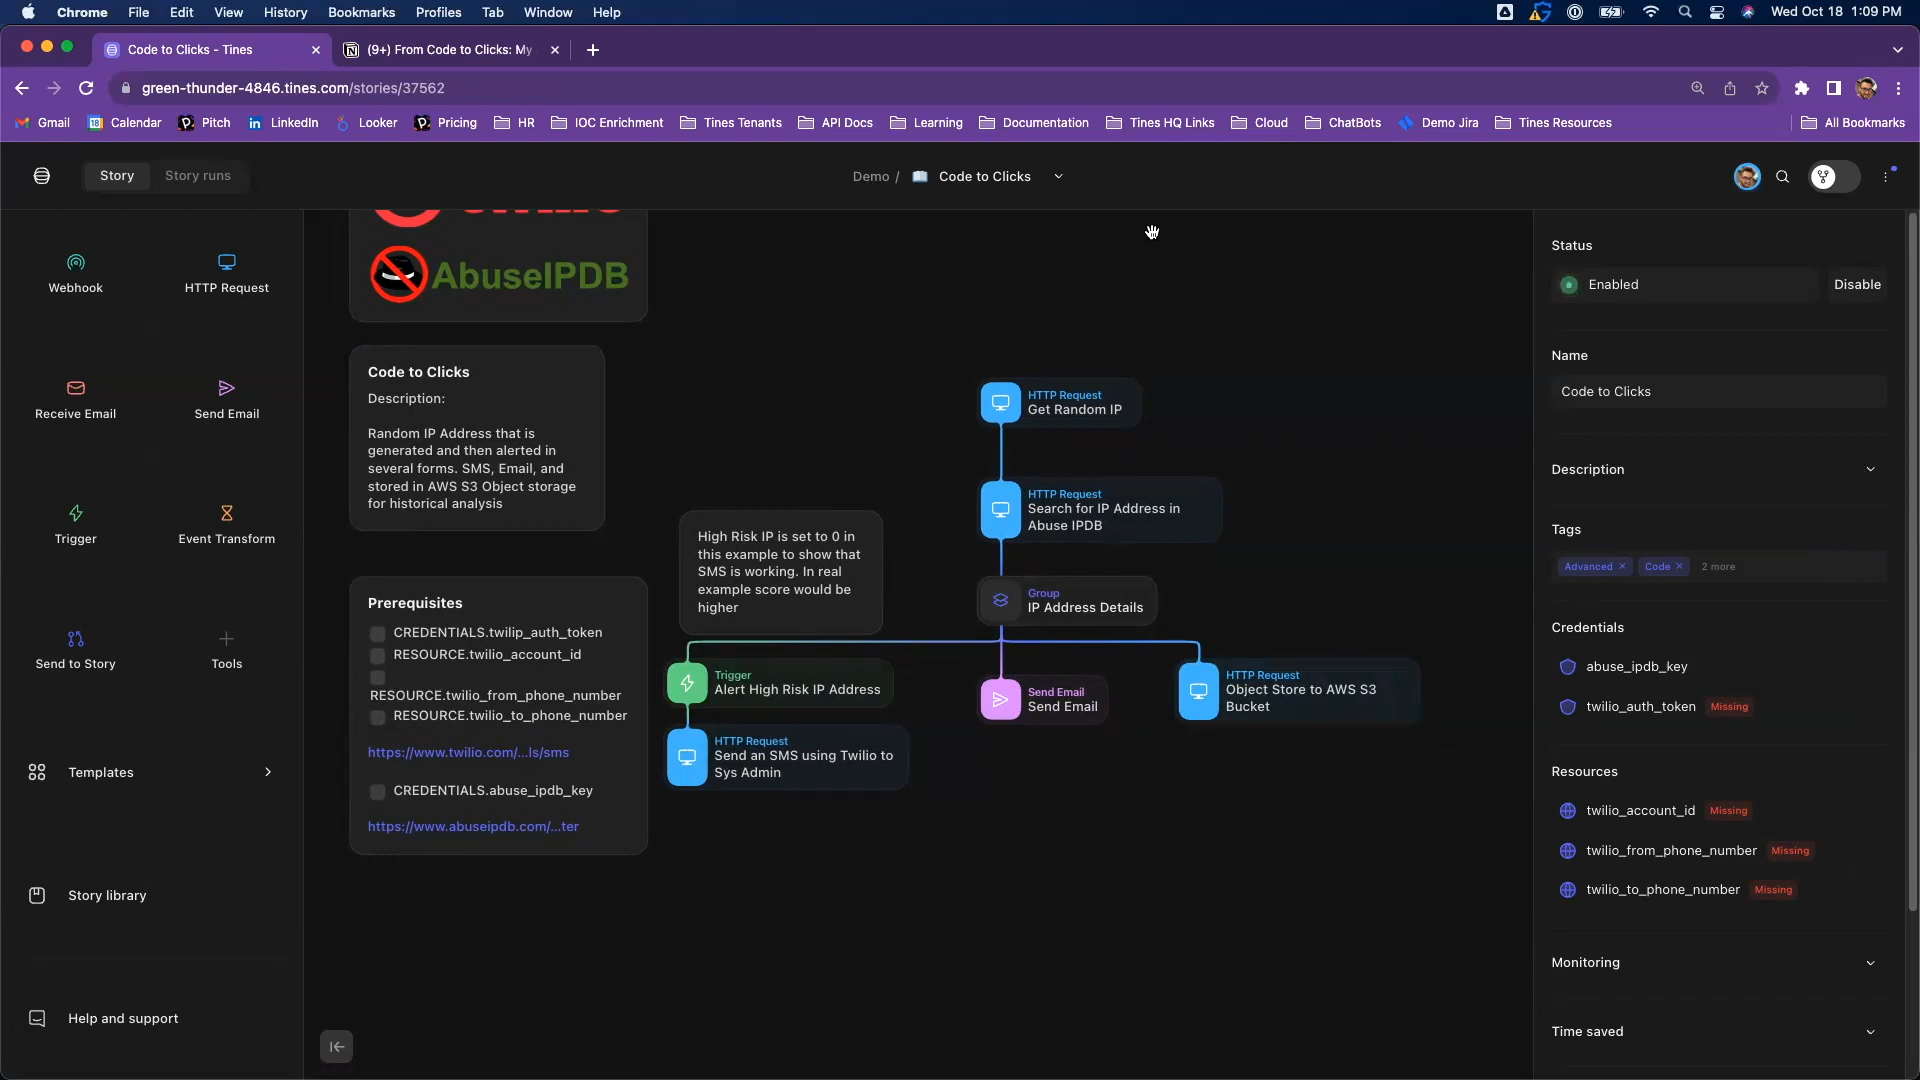 Chrome File Edit View History Bookmarks Profiles Tab Window Help
Wed Oct 18 1:09 PM
Code to Clicks - Tines
(9+) From Code to Clicks: My
green-thunder-4846.tines.com/stories/37562
Gmail Calendar Pitch LinkedIn Looker Pricing HR IOC Enrichment Tines Tenants API Docs Learning Documentation Tines HQ Links Cloud ChatBots Demo Jira Tines Resources All Bookmarks
Story Story runs
Demo / Code to Clicks
Webhook
HTTP Request
Receive Email
Send Email
Trigger
Event Transform
Send to Story
Tools
Templates
Story library
Help and support
AbuseIPDB
Code to Clicks
Description:
Random IP Address that is
generated and then alerted in
several forms. SMS, Email, and
stored in AWS S3 Object storage
for historical analysis
Prerequisites
CREDENTIALS.twilip_auth_token
RESOURCE.twilio_account_id
RESOURCE.twilio_from_phone_number
RESOURCE.twilio_to_phone_number
https://www.twilio.com/...ls/sms
CREDENTIALS.abuse_ipdb_key
https://www.abuseipdb.com/...ter
High Risk IP is set to 0 in
this example to show that
SMS is working. In real
example score would be
higher
HTTP Request
Get Random IP
HTTP Request
Search for IP Address in
Abuse IPDB
Group
IP Address Details
Trigger
Alert High Risk IP Address
HTTP Request
Send an SMS using Twilio to
Sys Admin
Send Email
Send Email
HTTP Request
Object Store to AWS S3
Bucket
Status
Enabled
Disable
Name
Code to Clicks
Description
Tags
Advanced × Code × 2 more
Credentials
abuse_ipdb_key
twilio_auth_token Missing
Resources
twilio_account_id Missing
twilio_from_phone_number Missing
twilio_to_phone_number Missing
Monitoring
Time saved